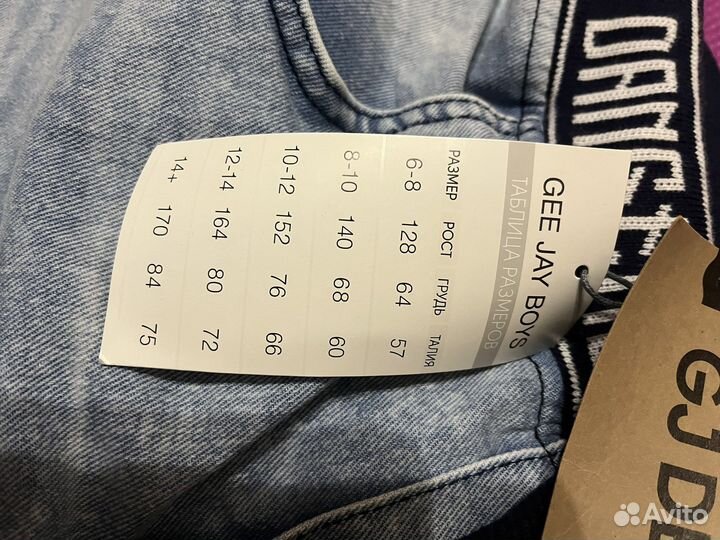 GEE JAY BOYS
ТАБЛИЦА РАЗМЕРОВ
РАЗМЕР РОСТ ГРУДЬ ТАЛИЯ
6-8 128 64 57
8-10 140 68 60
10-12 152 76 66
12-14 164 80 72
14+ 170 84 75
GJ DE
Avito